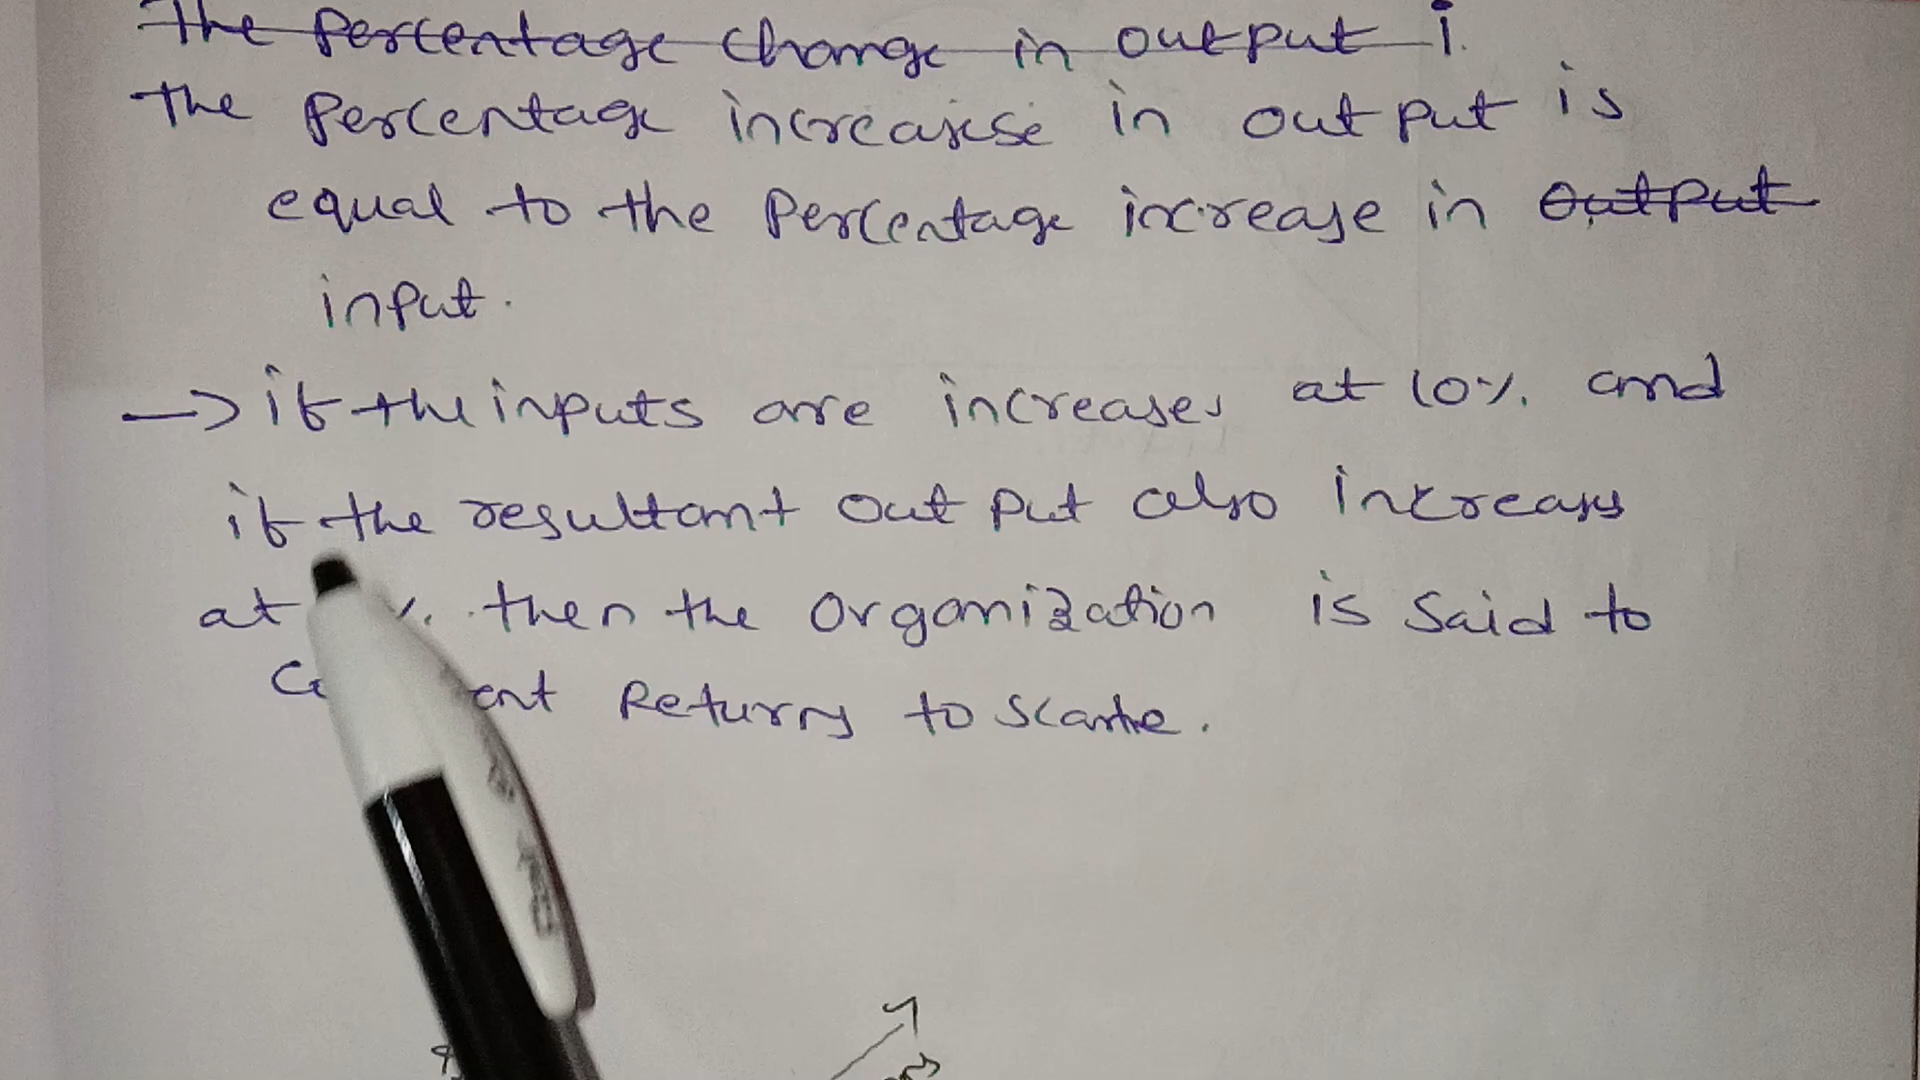 The Percentage change in output i
The Percentage increase in output is
equal to the Percentage increase in output
input.
→ if the inputs are increases at 10% and
if the resultant output also increases
at % then the Organization is said to
Returns to Scale.